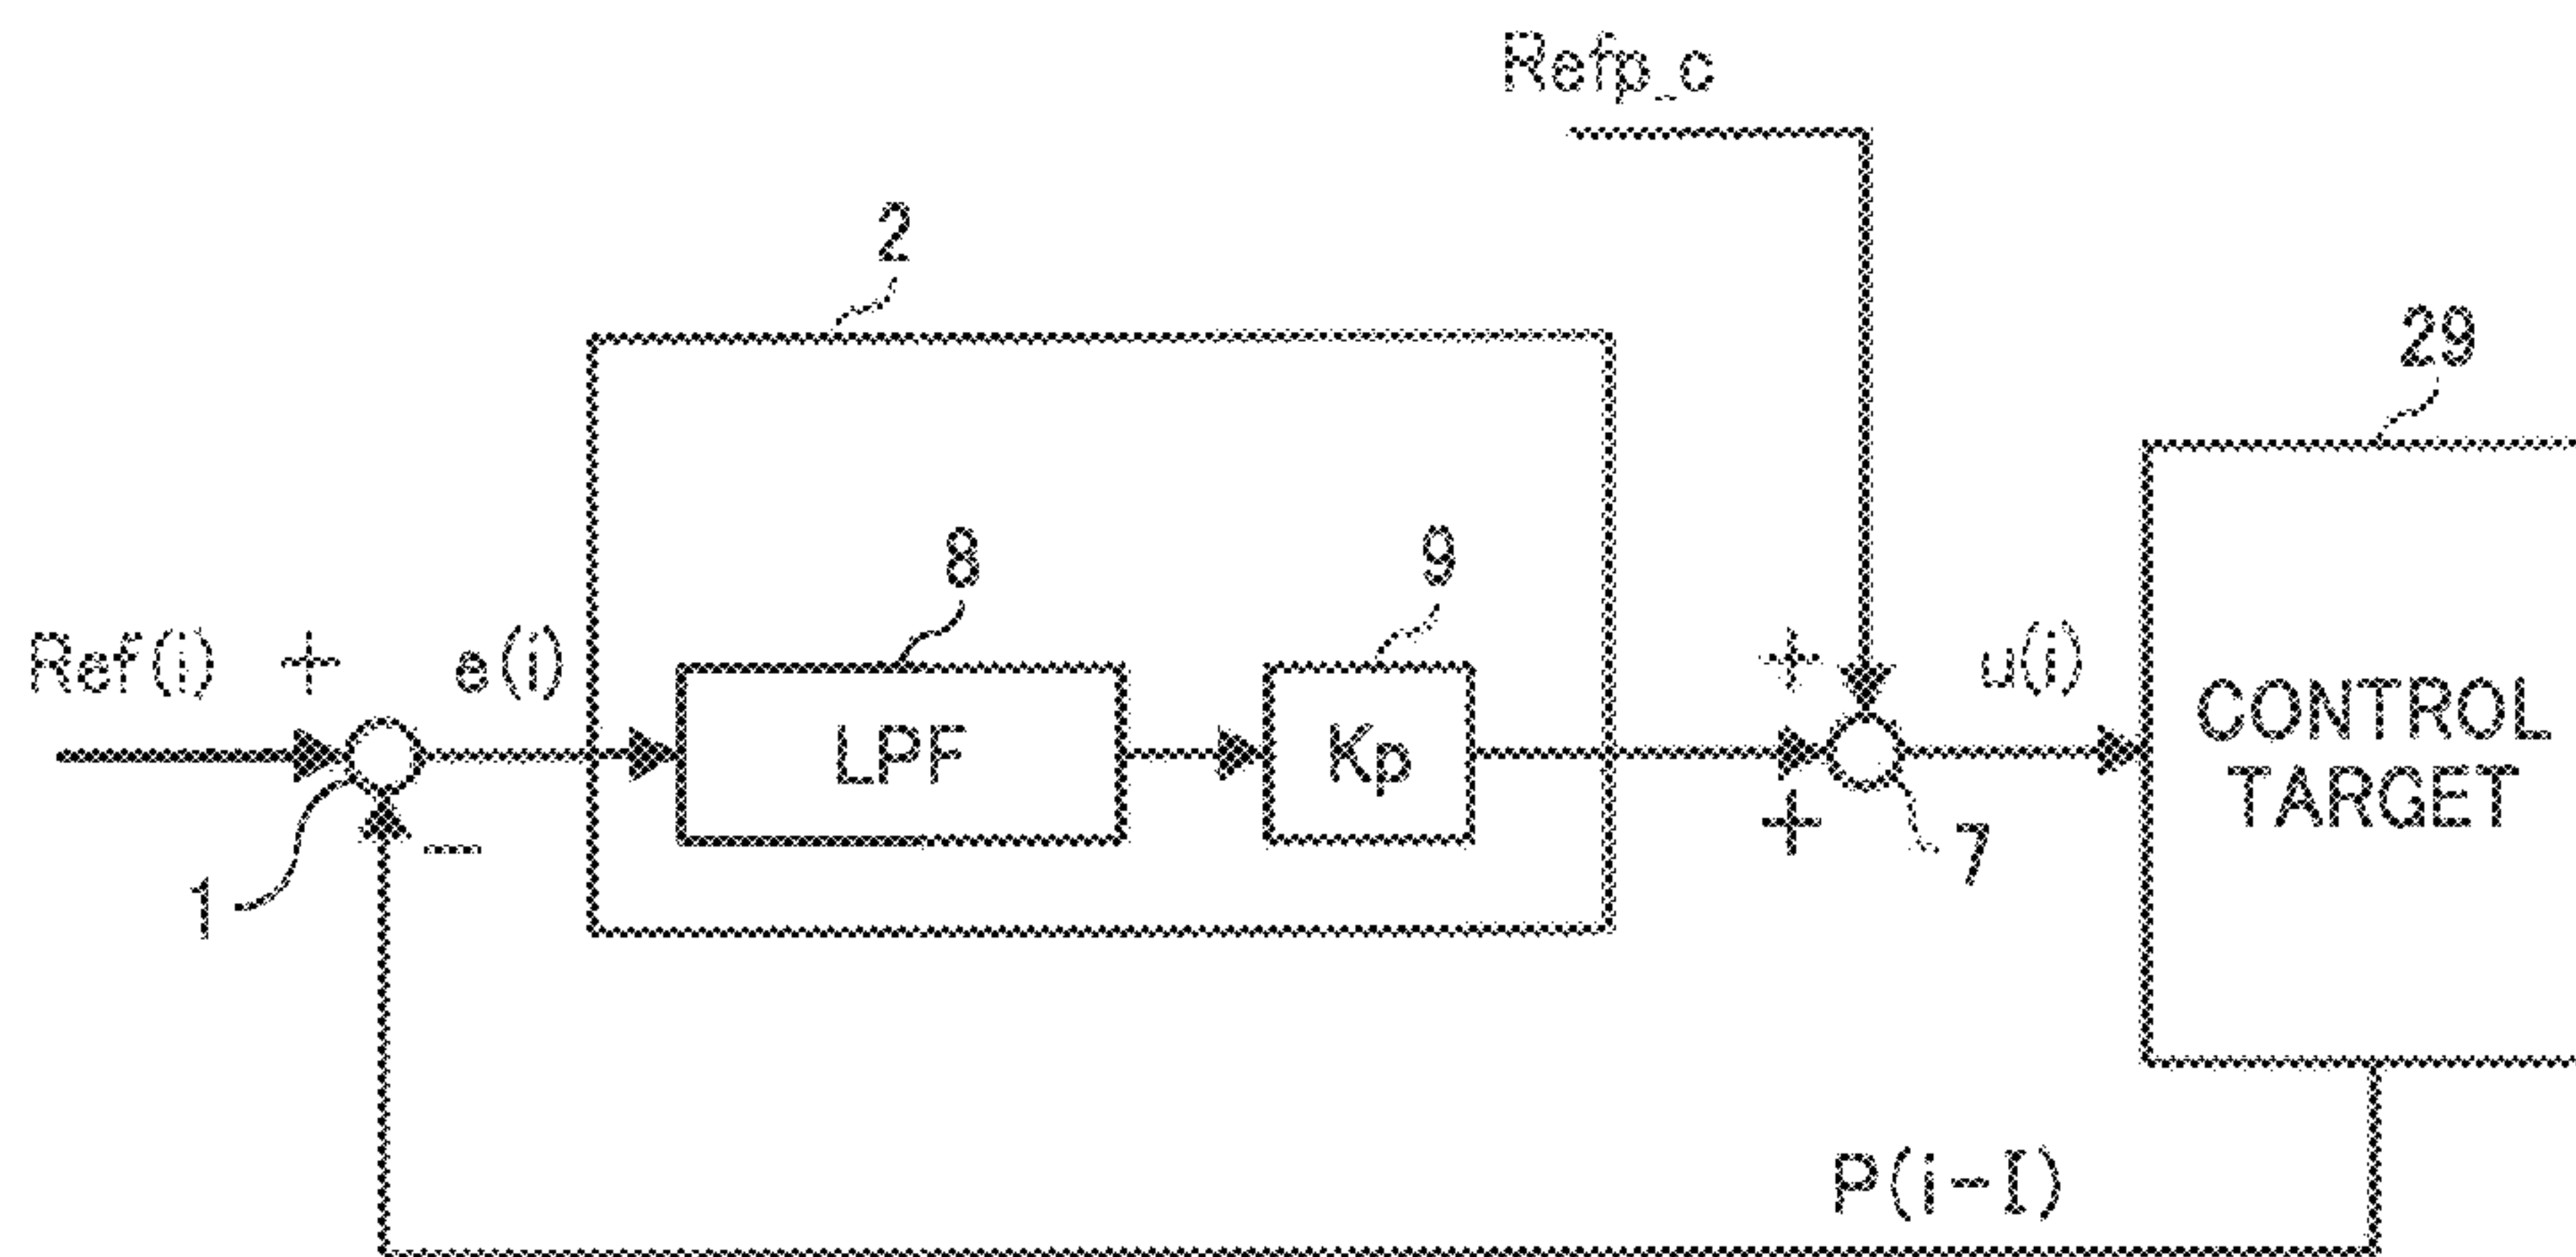 Refp_c
2
29
8
9
Ref(i)
+
e(i)
+
u(i)
LPF
Kp
CONTROL
TARGET
1
−
+
7
P(i-I)